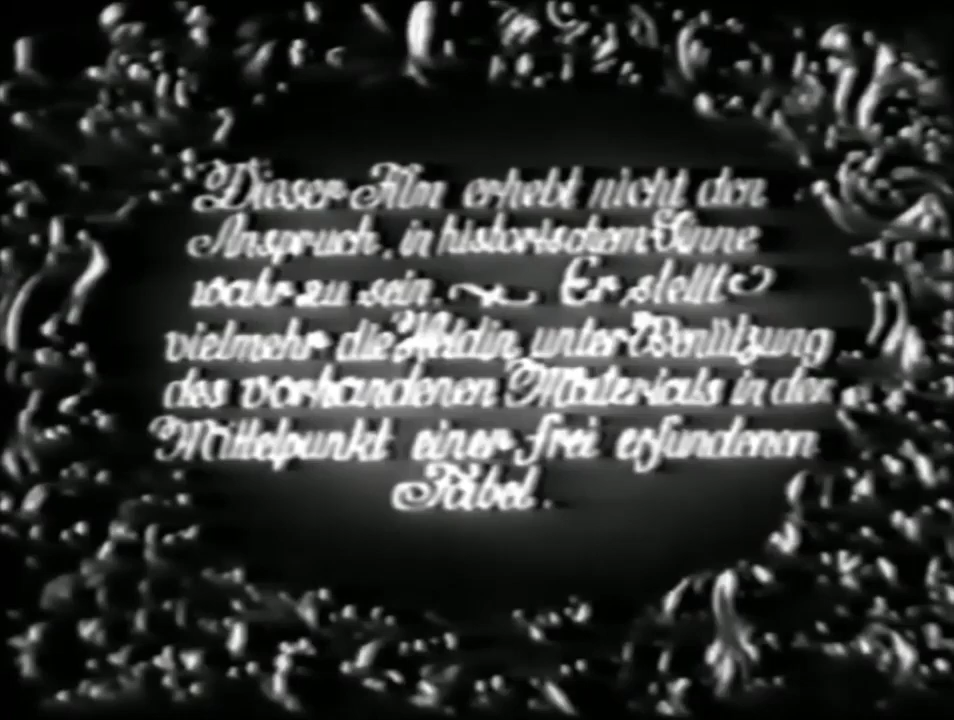 Dieser Film erhebt nicht den
Anspruch, in historischem Sinne
wahr zu sein. Er stellt
vielmehr die Heldin unter Benützung
des vorhandenen Materials in den
Mittelpunkt einer frei erfundenen
Fabel.